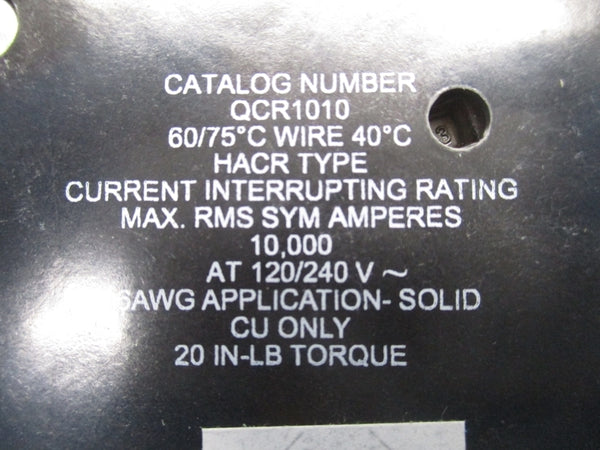 CATALOG NUMBER
QCR1010
60/75°C WIRE 40°C
HACR TYPE
CURRENT INTERRUPTING RATING
MAX. RMS SYM AMPERES
10,000
AT 120/240 V ~
APPLICATION- SOLID
CU ONLY
20 IN-LB TORQUE